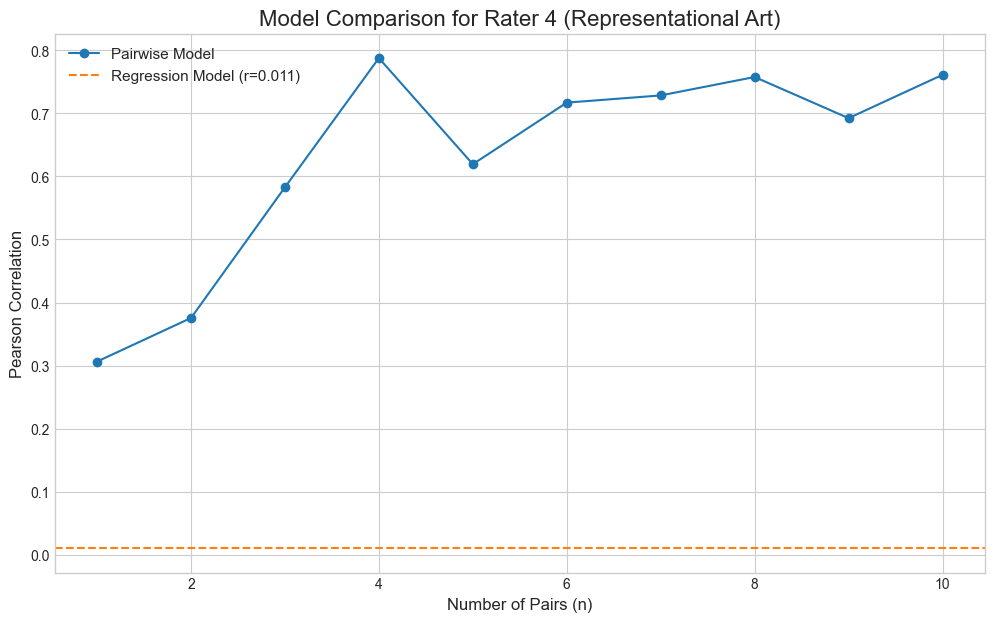 Model Comparison for Rater 4 (Representational Art)
Pairwise Model
Regression Model (r=0.011)
Pearson Correlation
0.8
0.7
0.6
0.5
0.4
0.3
0.2
0.1
0.0
2 4 6 8 10
Number of Pairs (n)